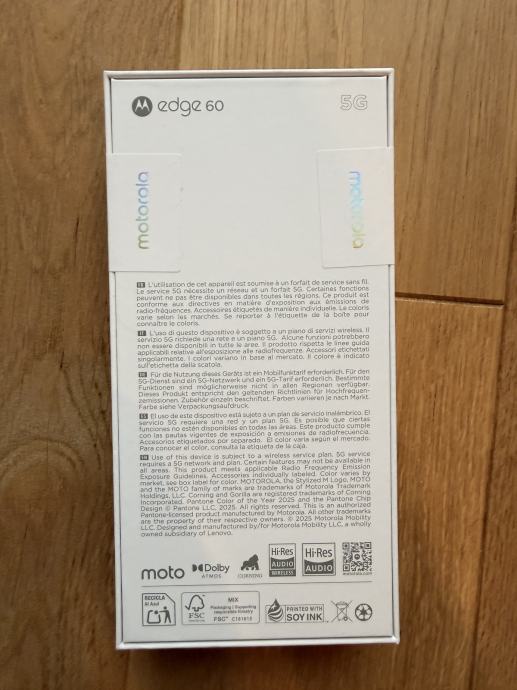 edge 60
5G
motorola
motorola
FR L'utilisation de cet appareil est soumise à un forfait de service sans fil.
Le service 5G nécessite un réseau et un forfait 5G. Certaines fonctions
peuvent ne pas être disponibles dans toutes les régions. Ce produit est
conforme aux directives en matière d'exposition aux émissions de
radio-fréquences. Accessoires étiquetés de manière individuelle. Le coloris
varie selon les marchés. Se reporter à l'étiquette de la boîte pour
connaître le coloris.
IT L'uso di questo dispositivo è soggetto a un piano di servizi wireless. Il
servizio 5G richiede una rete e un piano 5G. Alcune funzioni potrebbero
non essere disponibili in tutte le aree. Il prodotto rispetta le linee guida
applicabili relative all'esposizione alle radiofrequenze. Accessori etichettati
singolarmente. I colori variano in base al mercato. Il colore è indicato
sull'etichetta della scatola.
DE Für die Nutzung dieses Geräts ist ein Mobilfunktarif erforderlich. Für den
5G-Dienst sind ein 5G-Netzwerk und ein 5G-Tarif erforderlich. Bestimmte
Funktionen sind möglicherweise nicht in allen Regionen verfügbar.
Dieses Produkt entspricht den geltenden Richtlinien für Hochfrequen-
zemissionen. Zubehör einzeln beschriftet. Farben variieren je nach Markt.
Farbe siehe Verpackungsaufdruck.
ES El uso de este dispositivo está sujeto a un plan de servicio inalámbrico. El
servicio 5G requiere una red y un plan 5G. Es posible que ciertas
funciones no estén disponibles en todas las áreas. Este producto cumple
con las pautas vigentes de exposición a emisiones de radiofrecuencia.
Accesorios etiquetados por separado. El color varía según el mercado.
Para conocer el color, consulta la etiqueta de la caja.
EN Use of this device is subject to a wireless service plan. 5G service
requires a 5G network and plan. Certain features may not be available in
all areas. This product meets applicable Radio Frequency Emission
Exposure Guidelines. Accessories individually labeled. Color varies by
market, see box label for color. MOTOROLA, the Stylized M Logo, MOTO
and the MOTO family of marks are trademarks of Motorola Trademark
Holdings, LLC. Corning and Gorilla are registered trademarks of Corning
Incorporated. Pantone Color of the Year 2025 and the Pantone Chip
Design © Pantone LLC, 2025. All rights reserved. This is an authorized
Pantone-licensed product manufactured by Motorola. All other trademarks
are the property of their respective owners. © 2025 Motorola Mobility
LLC. Designed and manufactured by/for Motorola Mobility LLC, a wholly
owned subsidiary of Lenovo.
moto
Dolby
ATMOS
CORNING
Hi-Res
AUDIO
WIRELESS
Hi-Res
AUDIO
RECICLA
Al Azul
FSC
MIX
Packaging | Supporting
responsible forestry
FSC™ C181615
PRINTED WITH
SOY INK